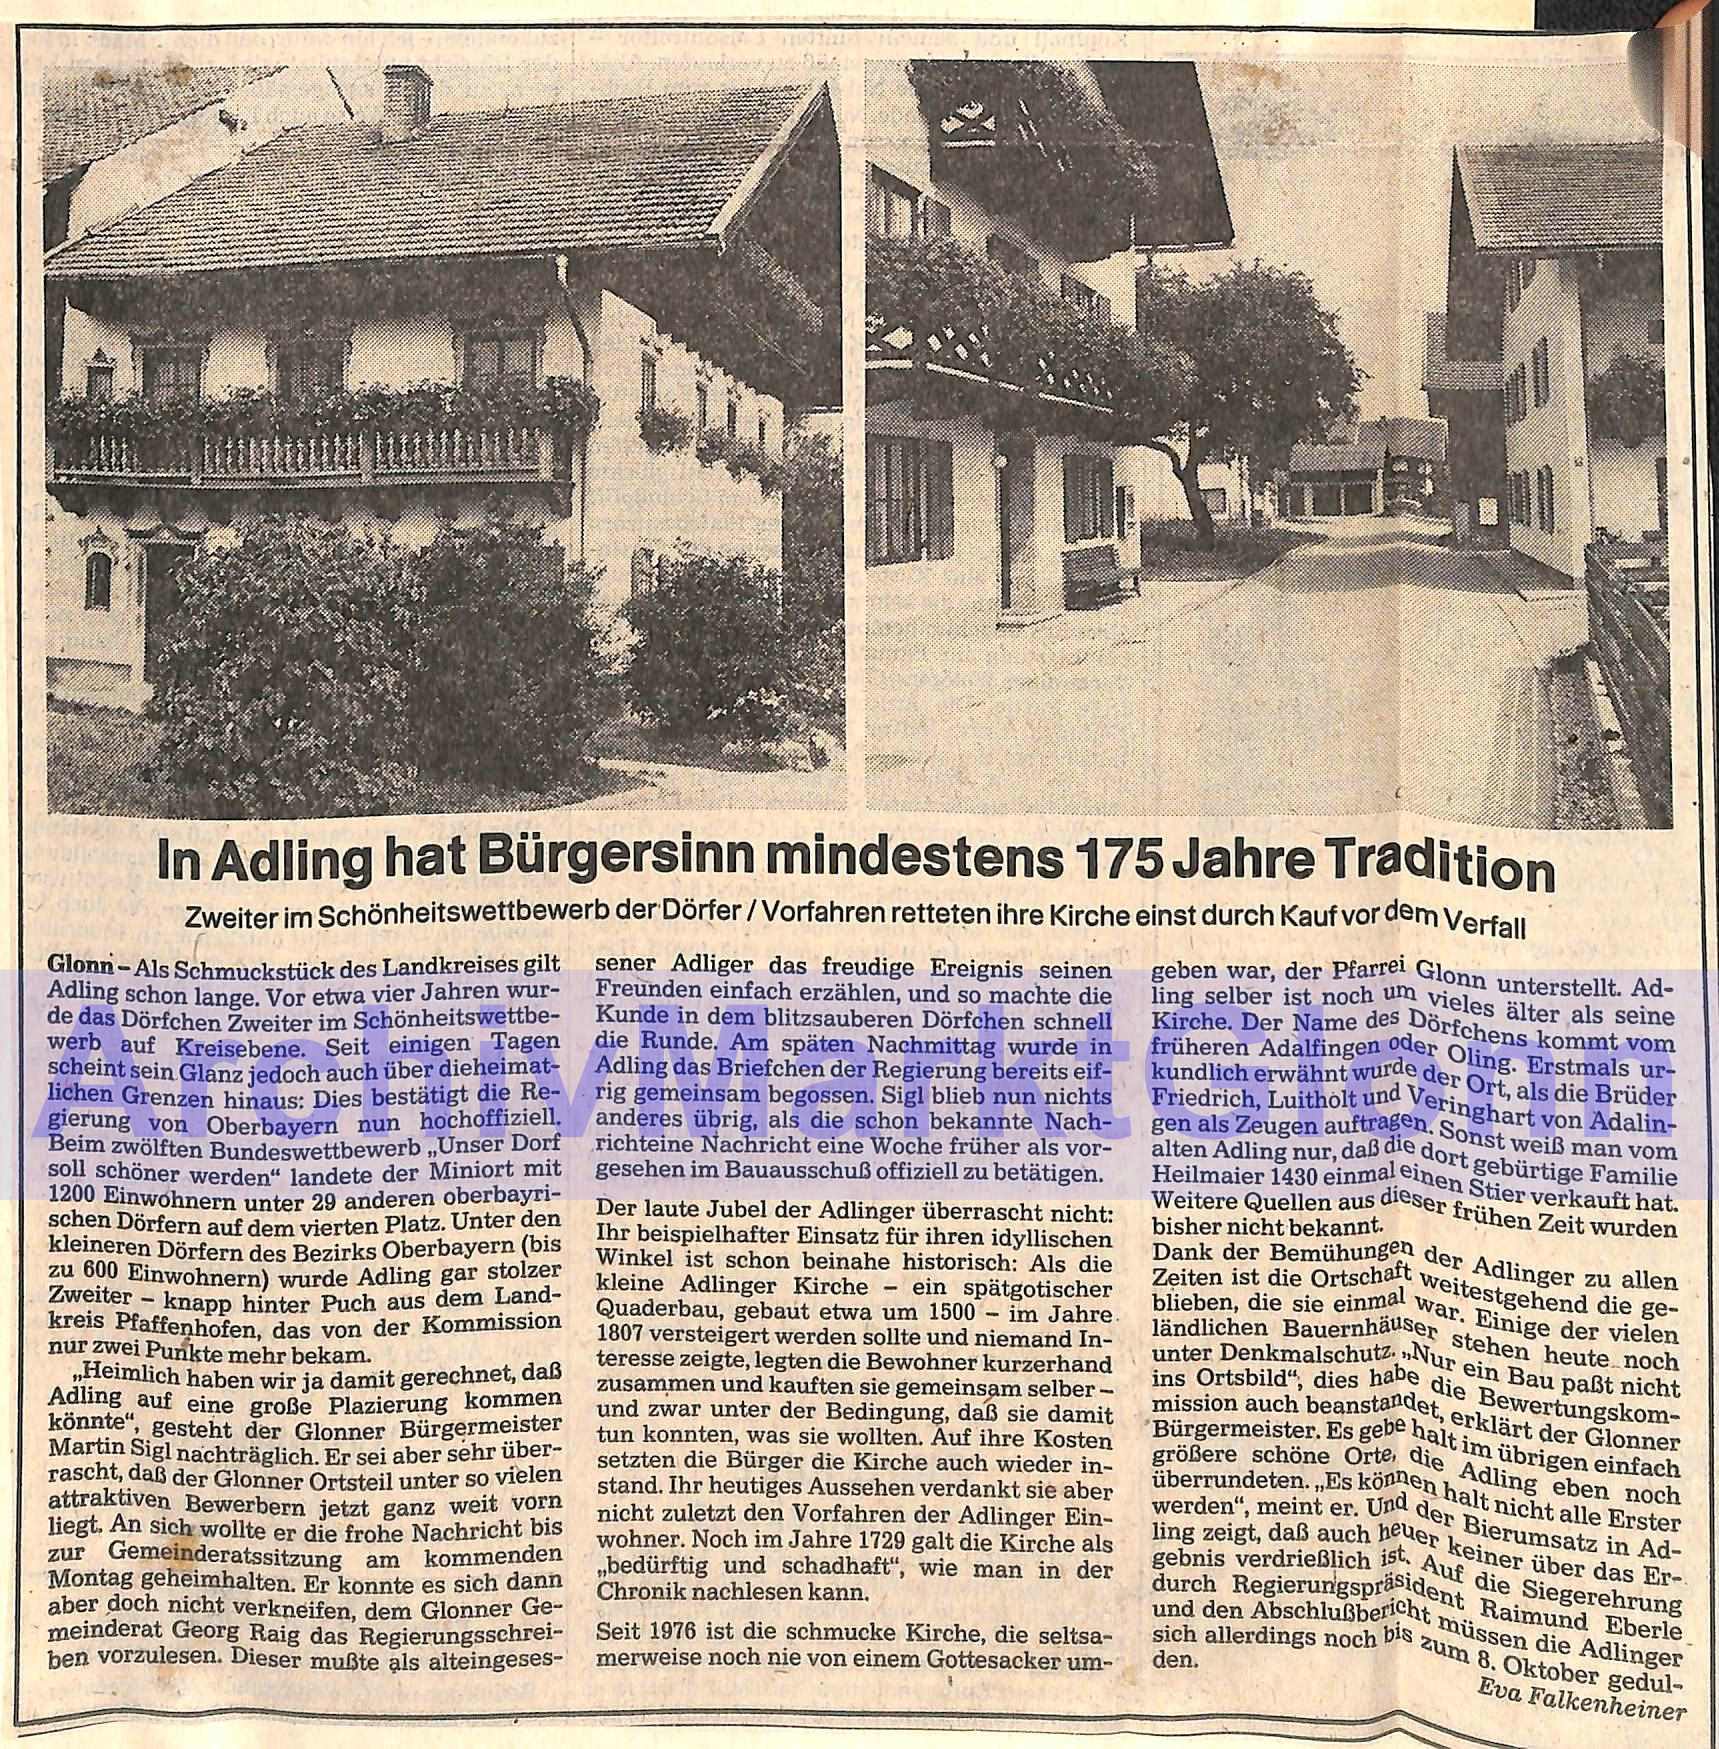 In Adling hat Bürgersinn mindestens 175 Jahre Tradition
Zweiter im Schönheitswettbewerb der Dörfer / Vorfahren retteten ihre Kirche einst durch Kauf vor dem Verfall
Glonn – Als Schmuckstück des Landkreises gilt
Adling schon lange. Vor etwa vier Jahren wur-
de das Dörfchen Zweiter im Schönheitswettbe-
werb auf Kreisebene. Seit einigen Tagen
scheint sein Glanz jedoch auch über dieheimat-
lichen Grenzen hinaus: Dies bestätigt die Re-
gierung von Oberbayern nun hochoffiziell.
Beim zwölften Bundeswettbewerb „Unser Dorf
soll schöner werden“ landete der Miniort mit
1200 Einwohnern unter 29 anderen oberbayri-
schen Dörfern auf dem vierten Platz. Unter den
kleineren Dörfern des Bezirks Oberbayern (bis
zu 600 Einwohnern) wurde Adling gar stolzer
Zweiter – knapp hinter Puch aus dem Land-
kreis Pfaffenhofen, das von der Kommission
nur zwei Punkte mehr bekam.
„Heimlich haben wir ja damit gerechnet, daß
Adling auf eine große Plazierung kommen
könnte“, gesteht der Glonner Bürgermeister
Martin Sigl nachträglich. Er sei aber sehr über-
rascht, daß der Glonner Ortsteil unter so vielen
attraktiven Bewerbern jetzt ganz weit vorn
liegt. An sich wollte er die frohe Nachricht bis
zur Gemeinderatssitzung am kommenden
Montag geheimhalten. Er konnte es sich dann
aber doch nicht verkneifen, dem Glonner Ge-
meinderat Georg Raig das Regierungsschrei-
ben vorzulesen. Dieser mußte als alteingeses-
sener Adliger das freudige Ereignis seinen
Freunden einfach erzählen, und so machte die
Kunde in dem blitzsauberen Dörfchen schnell
die Runde. Am späten Nachmittag wurde in
Adling das Briefchen der Regierung bereits eif-
rig gemeinsam begossen. Sigl blieb nun nichts
anderes übrig, als die schon bekannte Nach-
richteine Nachricht eine Woche früher als vor-
gesehen im Bauausschuß offiziell zu betätigen.
Der laute Jubel der Adlinger überrascht nicht:
Ihr beispielhafter Einsatz für ihren idyllischen
Winkel ist schon beinahe historisch: Als die
kleine Adlinger Kirche – ein spätgotischer
Quaderbau, gebaut etwa um 1500 – im Jahre
1807 versteigert werden sollte und niemand In-
teresse zeigte, legten die Bewohner kurzerhand
zusammen und kauften sie gemeinsam selber –
und zwar unter der Bedingung, daß sie damit
tun konnten, was sie wollten. Auf ihre Kosten
setzten die Bürger die Kirche auch wieder in-
stand. Ihr heutiges Aussehen verdankt sie aber
nicht zuletzt den Vorfahren der Adlinger Ein-
wohner. Noch im Jahre 1729 galt die Kirche als
„bedürftig und schadhaft“, wie man in der
Chronik nachlesen kann.
Seit 1976 ist die schmucke Kirche, die seltsa-
merweise noch nie von einem Gottesacker um-
geben war, der Pfarrei Glonn unterstellt. Ad-
ling selber ist noch um vieles älter als seine
Kirche. Der Name des Dörfchens kommt vom
früheren Adalfingen oder Oling. Erstmals ur-
kundlich erwähnt wurde der Ort, als die Brüder
Friedrich, Luitholt und Veringhart von Adalin-
gen als Zeugen auftragen. Sonst weiß man vom
alten Adling nur, daß die dort gebürtige Familie
Heilmaier 1430 einmal einen Stier verkauft hat.
Weitere Quellen aus dieser frühen Zeit wurden
bisher nicht bekannt.
Dank der Bemühungen der Adlinger zu allen
Zeiten ist die Ortschaft weitestgehend die ge-
blieben, die sie einmal war. Einige der vielen
ländlichen Bauernhäuser stehen heute noch
unter Denkmalschutz. „Nur ein Bau paßt nicht
ins Ortsbild“, dies habe die Bewertungskom-
mission auch beanstandet, erklärt der Glonner
Bürgermeister. Es gebe halt im übrigen einfach
größere schöne Orte, die Adling eben noch
überrundeten. „Es können halt nicht alle Erster
werden“, meint er. Und der Bierumsatz in Ad-
ling zeigt, daß auch heuer keiner über das Er-
gebnis verdrießlich ist. Auf die Siegerehrung
durch Regierungspräsident Raimund Eberle
und den Abschlußbericht müssen die Adlinger
sich allerdings noch bis zum 8. Oktober gedul-
den.
Eva Falkenheiner
ArchivMarktGlonn